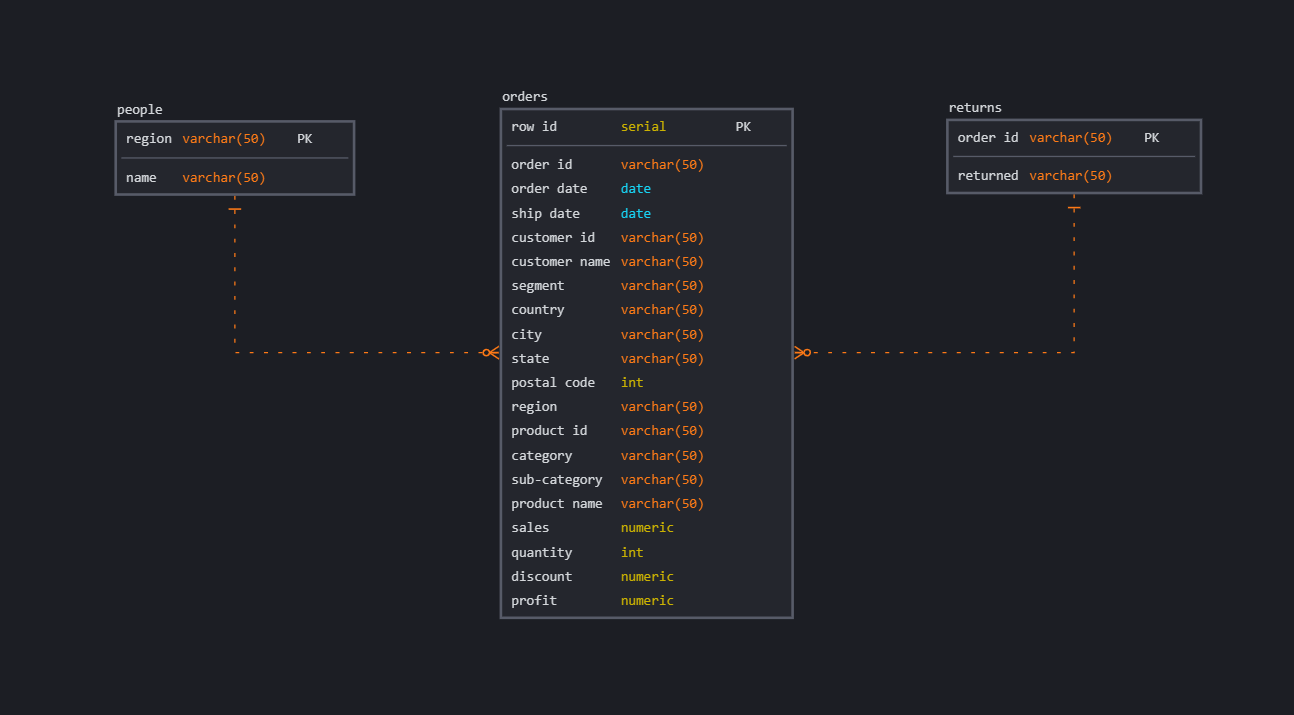 people
region varchar(50) PK
name varchar(50)
orders
row id serial PK
order id varchar(50)
order date date
ship date date
customer id varchar(50)
customer name varchar(50)
segment varchar(50)
country varchar(50)
city varchar(50)
state varchar(50)
postal code int
region varchar(50)
product id varchar(50)
category varchar(50)
sub-category varchar(50)
product name varchar(50)
sales numeric
quantity int
discount numeric
profit numeric
returns
order id varchar(50) PK
returned varchar(50)